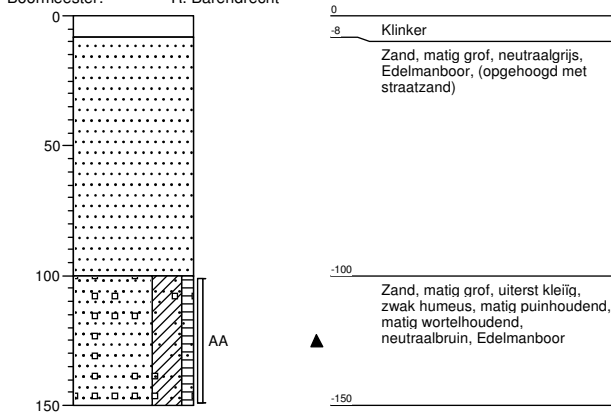 Boormeester: R. Barendrecht
0
50
100
150
AA
0
-8
Klinker
Zand, matig grof, neutraalgrijs,
Edelmanboor, (opgehoogd met
straatzand)
-100
Zand, matig grof, uiterst kleiïg,
zwak humeus, matig puinhoudend,
matig wortelhoudend,
neutraalbruin, Edelmanboor
-150